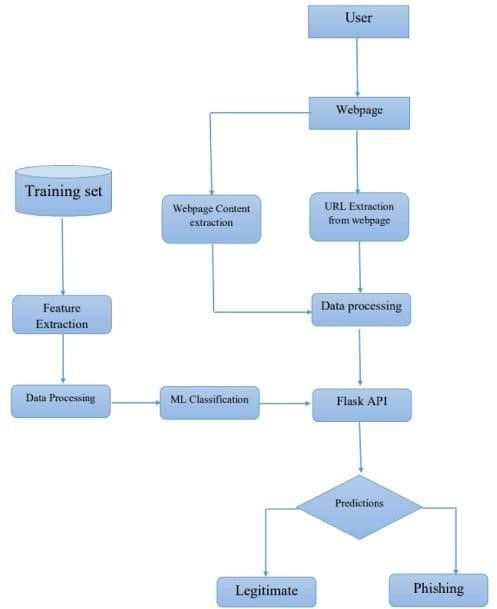 User
Webpage
Training set
Webpage Content
extraction
URL Extraction
from webpage
Feature
Extraction
Data processing
Data Processing
ML Classification
Flask API
Predictions
Legitimate
Phishing